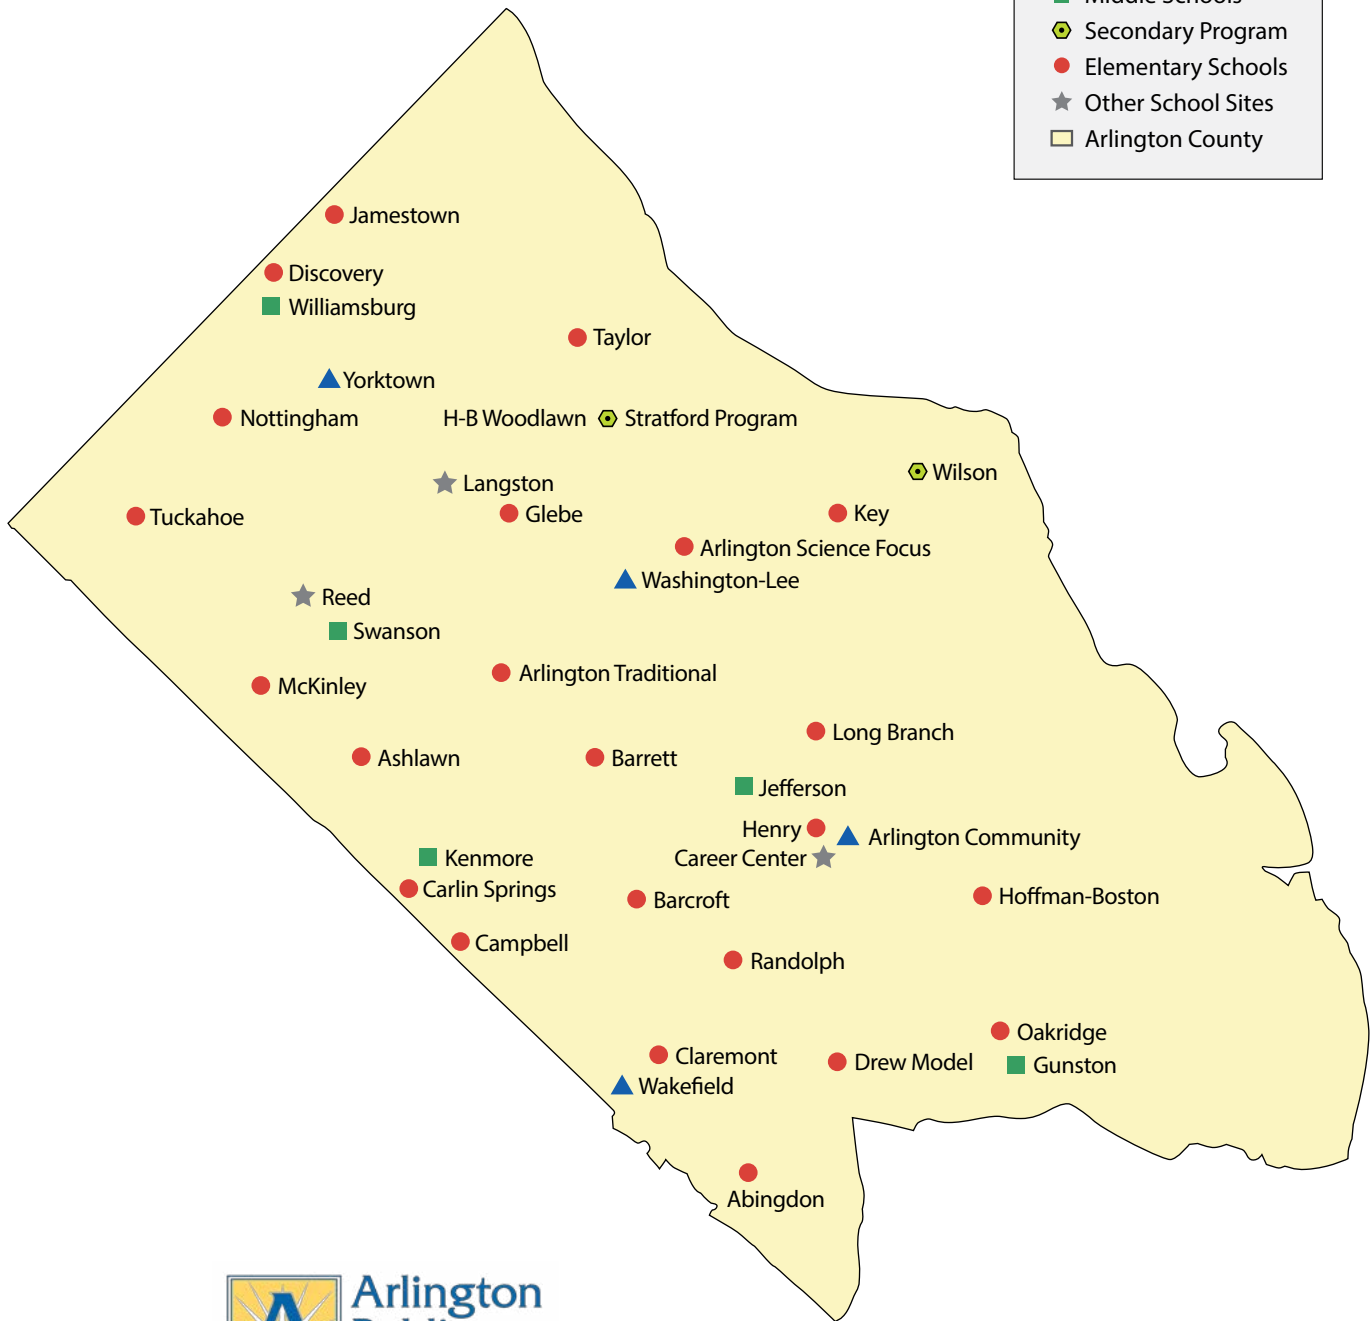 Middle Schools
Secondary Program
Elementary Schools
Other School Sites
Arlington County
Jamestown
Discovery
Williamsburg
Taylor
Yorktown
Nottingham
H-B Woodlawn
Stratford Program
Wilson
Langston
Glebe
Key
Tuckahoe
Arlington Science Focus
Washington-Lee
Reed
Swanson
Arlington Traditional
McKinley
Long Branch
Ashlawn
Barrett
Jefferson
Henry
Arlington Community
Career Center
Kenmore
Carlin Springs
Barcroft
Hoffman-Boston
Campbell
Randolph
Oakridge
Claremont
Drew Model
Gunston
Wakefield
Abingdon
Arlington